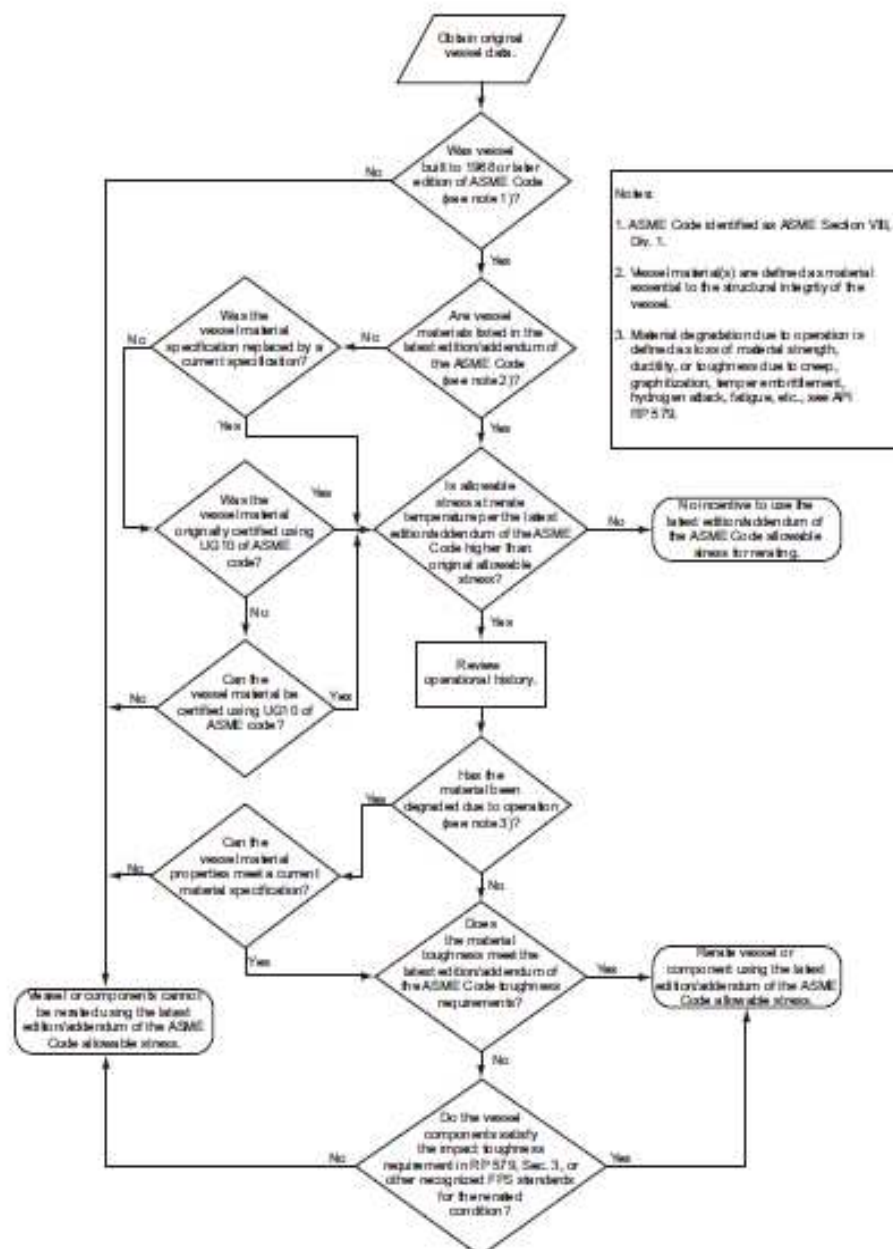 Obtain original
vessel data.
Was vessel
built to 1968 or later
edition of ASME Code
(see note 1)?
No
Yes
Notes:
1. ASME Code identified as ASME Section VIII,
Div. 1.
2. Vessel material(s) are defined as material
essential to the structural integrity of the
vessel.
3. Material degradation due to operation is
defined as loss of material strength,
ductility, or toughness due to creep,
graphitization, temper embrittlement,
hydrogen attack, fatigue, etc., see API
RP 579.
Are vessel
materials listed in the
latest edition/addendum of
the ASME Code
(see note 2)?
No
Yes
Was the
vessel material
specification replaced by a
current specification?
No
Yes
Was the
vessel material
originally certified using
UG10 of ASME
code?
Yes
No
Is allowable
stress at rerate
temperature per the latest
edition/addendum of the ASME
Code higher than
original allowable
stress?
No
Yes
No incentive to use the
latest edition/addendum of
the ASME Code allowable
stress for rerating.
Can the
vessel material be
certified using UG10 of
ASME code?
No
Yes
Review
operational history.
Has the
material been
degraded due to operation
(see note 3)?
Yes
No
Can the
vessel material
properties meet a current
material specification?
No
Yes
Does
the material
toughness meet the
latest edition/addendum of
the ASME Code toughness
requirements?
Yes
No
Rerate vessel or
component using the latest
edition/addendum of the ASME
Code allowable stress.
Vessel or components cannot
be rerated using the latest
edition/addendum of the ASME
Code allowable stress.
Do the vessel
components satisfy
the impact toughness
requirement in RP 579, Sec. 3, or
other recognized FFS standards
for the rerated
condition?
No
Yes